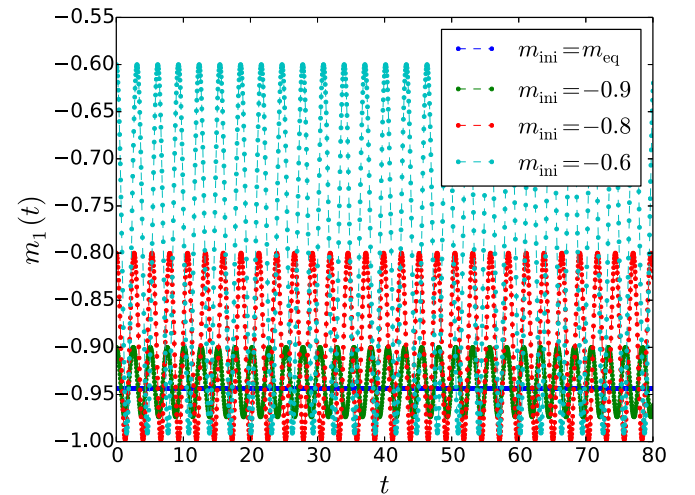 −0.55
−0.60
−0.65
−0.70
−0.75
−0.80
−0.85
−0.90
−0.95
−1.00
m₁(t)
0 10 20 30 40 50 60 70 80
t
m_ini = m_eq
m_ini = −0.9
m_ini = −0.8
m_ini = −0.6